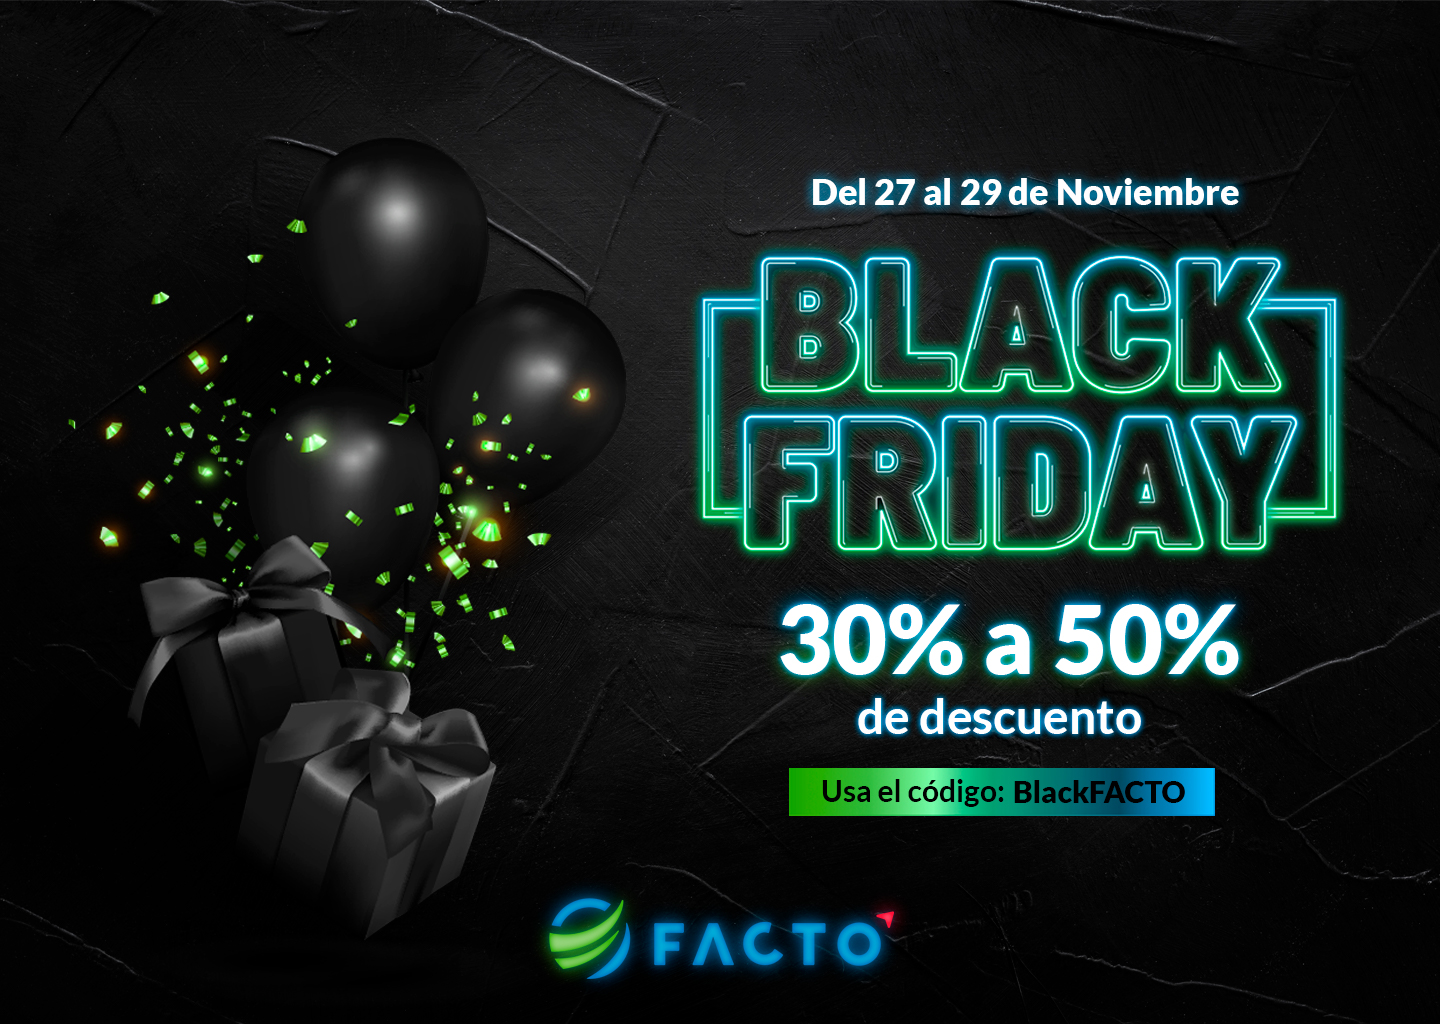 Del 27 al 29 de Noviembre
BLACK
FRIDAY
30% a 50%
de descuento
Usa el código: BlackFACTO
FACTO